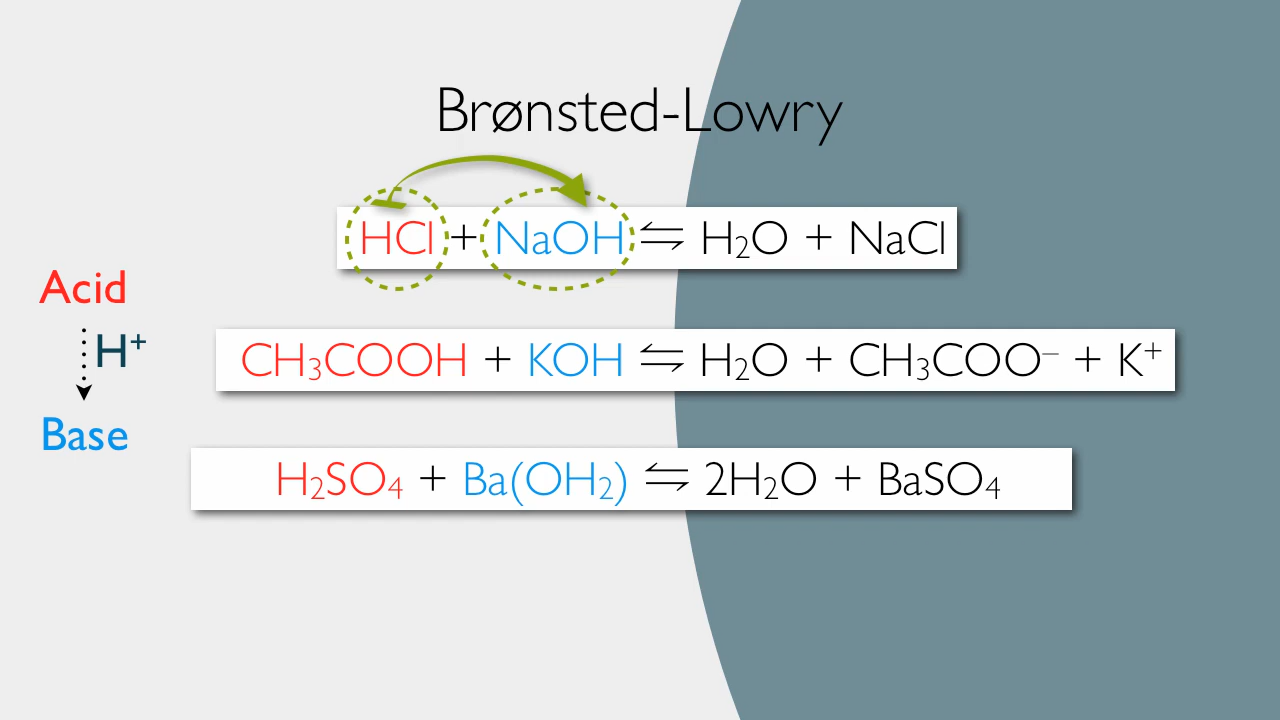 Brønsted-Lowry
HCl + NaOH ⇌ H₂O + NaCl
Acid
H⁺
Base
CH₃COOH + KOH ⇌ H₂O + CH₃COO⁻ + K⁺
H₂SO₄ + Ba(OH₂) ⇌ 2H₂O + BaSO₄